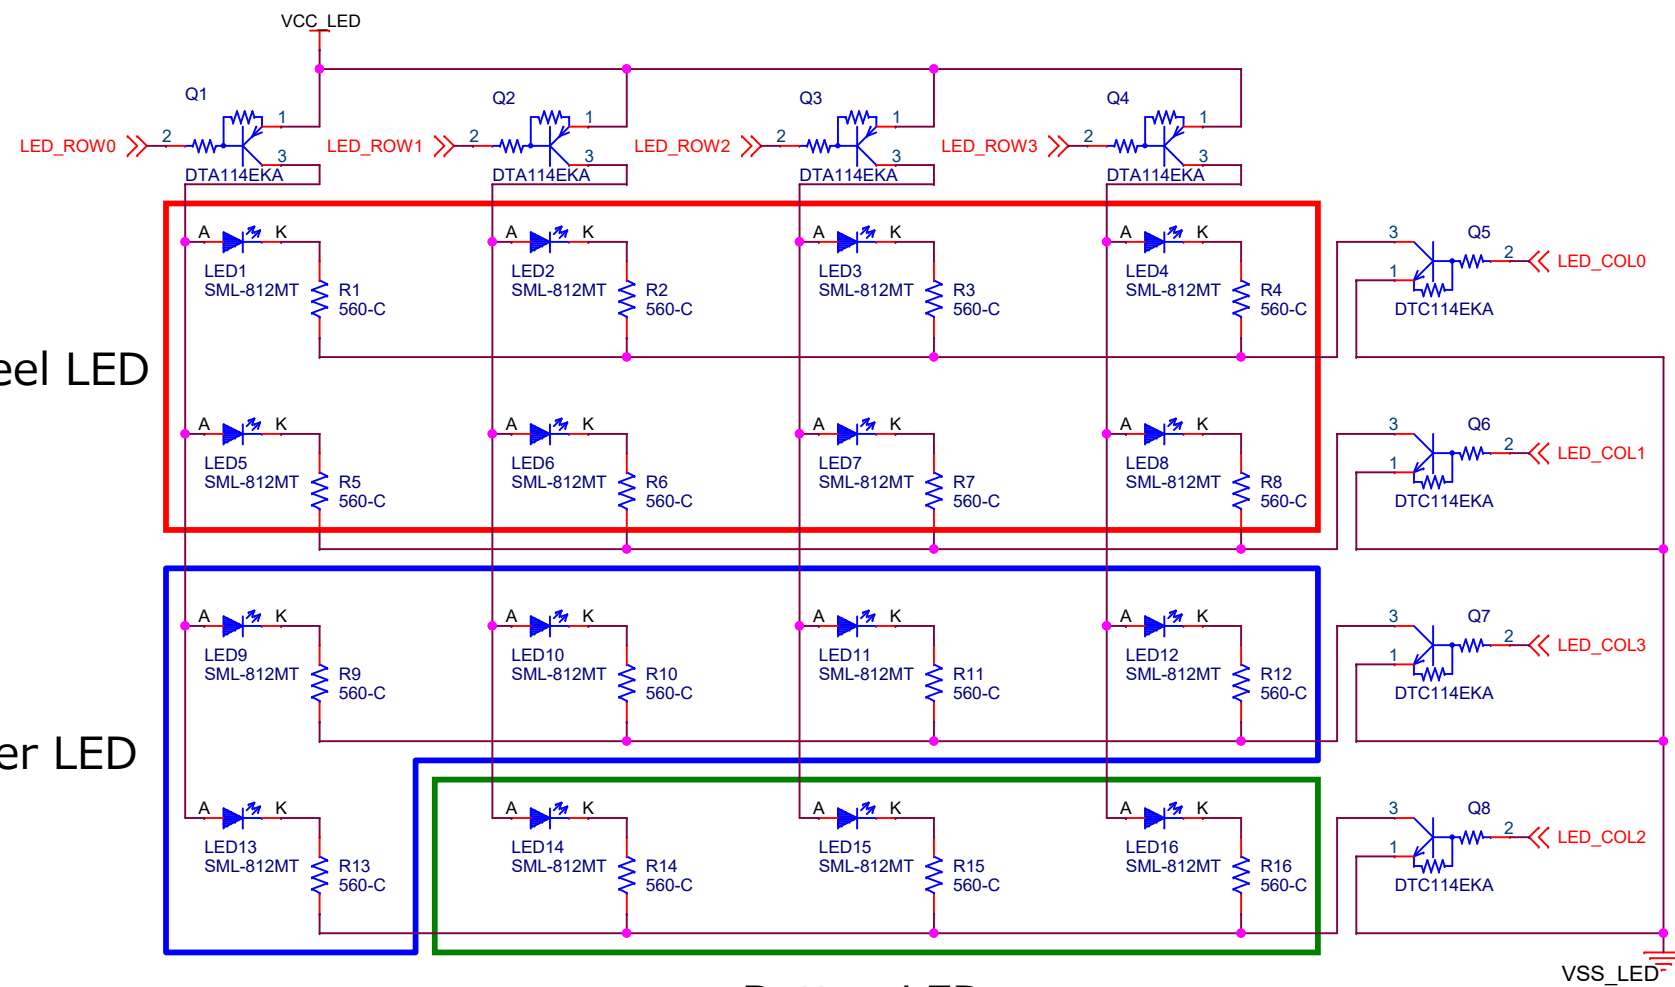 VCC_LED
Q1 Q2 Q3 Q4
1 1 1 1
LED_ROW0 2 LED_ROW1 2 LED_ROW2 2 LED_ROW3 2
3 3 3 3
DTA114EKA DTA114EKA DTA114EKA DTA114EKA
A K A K A K A K 3 Q5
2 LED_COL0
LED1 LED2 LED3 LED4 1
SML-812MT R1 SML-812MT R2 SML-812MT R3 SML-812MT R4
560-C 560-C 560-C 560-C DTC114EKA
LED
A K A K A K A K 3 Q6
2 LED_COL1
LED5 LED6 LED7 LED8 1
SML-812MT R5 SML-812MT R6 SML-812MT R7 SML-812MT R8
560-C 560-C 560-C 560-C DTC114EKA
A K A K A K A K 3 Q7
2 LED_COL3
LED9 LED10 LED11 LED12 1
SML-812MT R9 SML-812MT R10 SML-812MT R11 SML-812MT R12
560-C 560-C 560-C 560-C DTC114EKA
LED
A K A K A K A K 3 Q8
2 LED_COL2
LED13 LED14 LED15 LED16 1
SML-812MT R13 SML-812MT R14 SML-812MT R15 SML-812MT R16
560-C 560-C 560-C 560-C DTC114EKA
VSS_LED